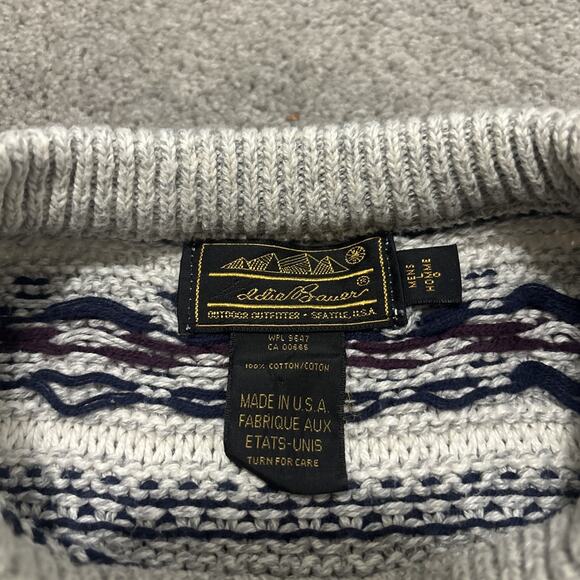 Eddie Bauer ®
OUTDOOR OUTFITTER • SEATTLE, U.S.A.
MENS L HOMME G
WPL 9647
CA 00666
100% COTTON/COTON
MADE IN U.S.A.
FABRIQUE AUX
ETATS-UNIS
TURN FOR CARE